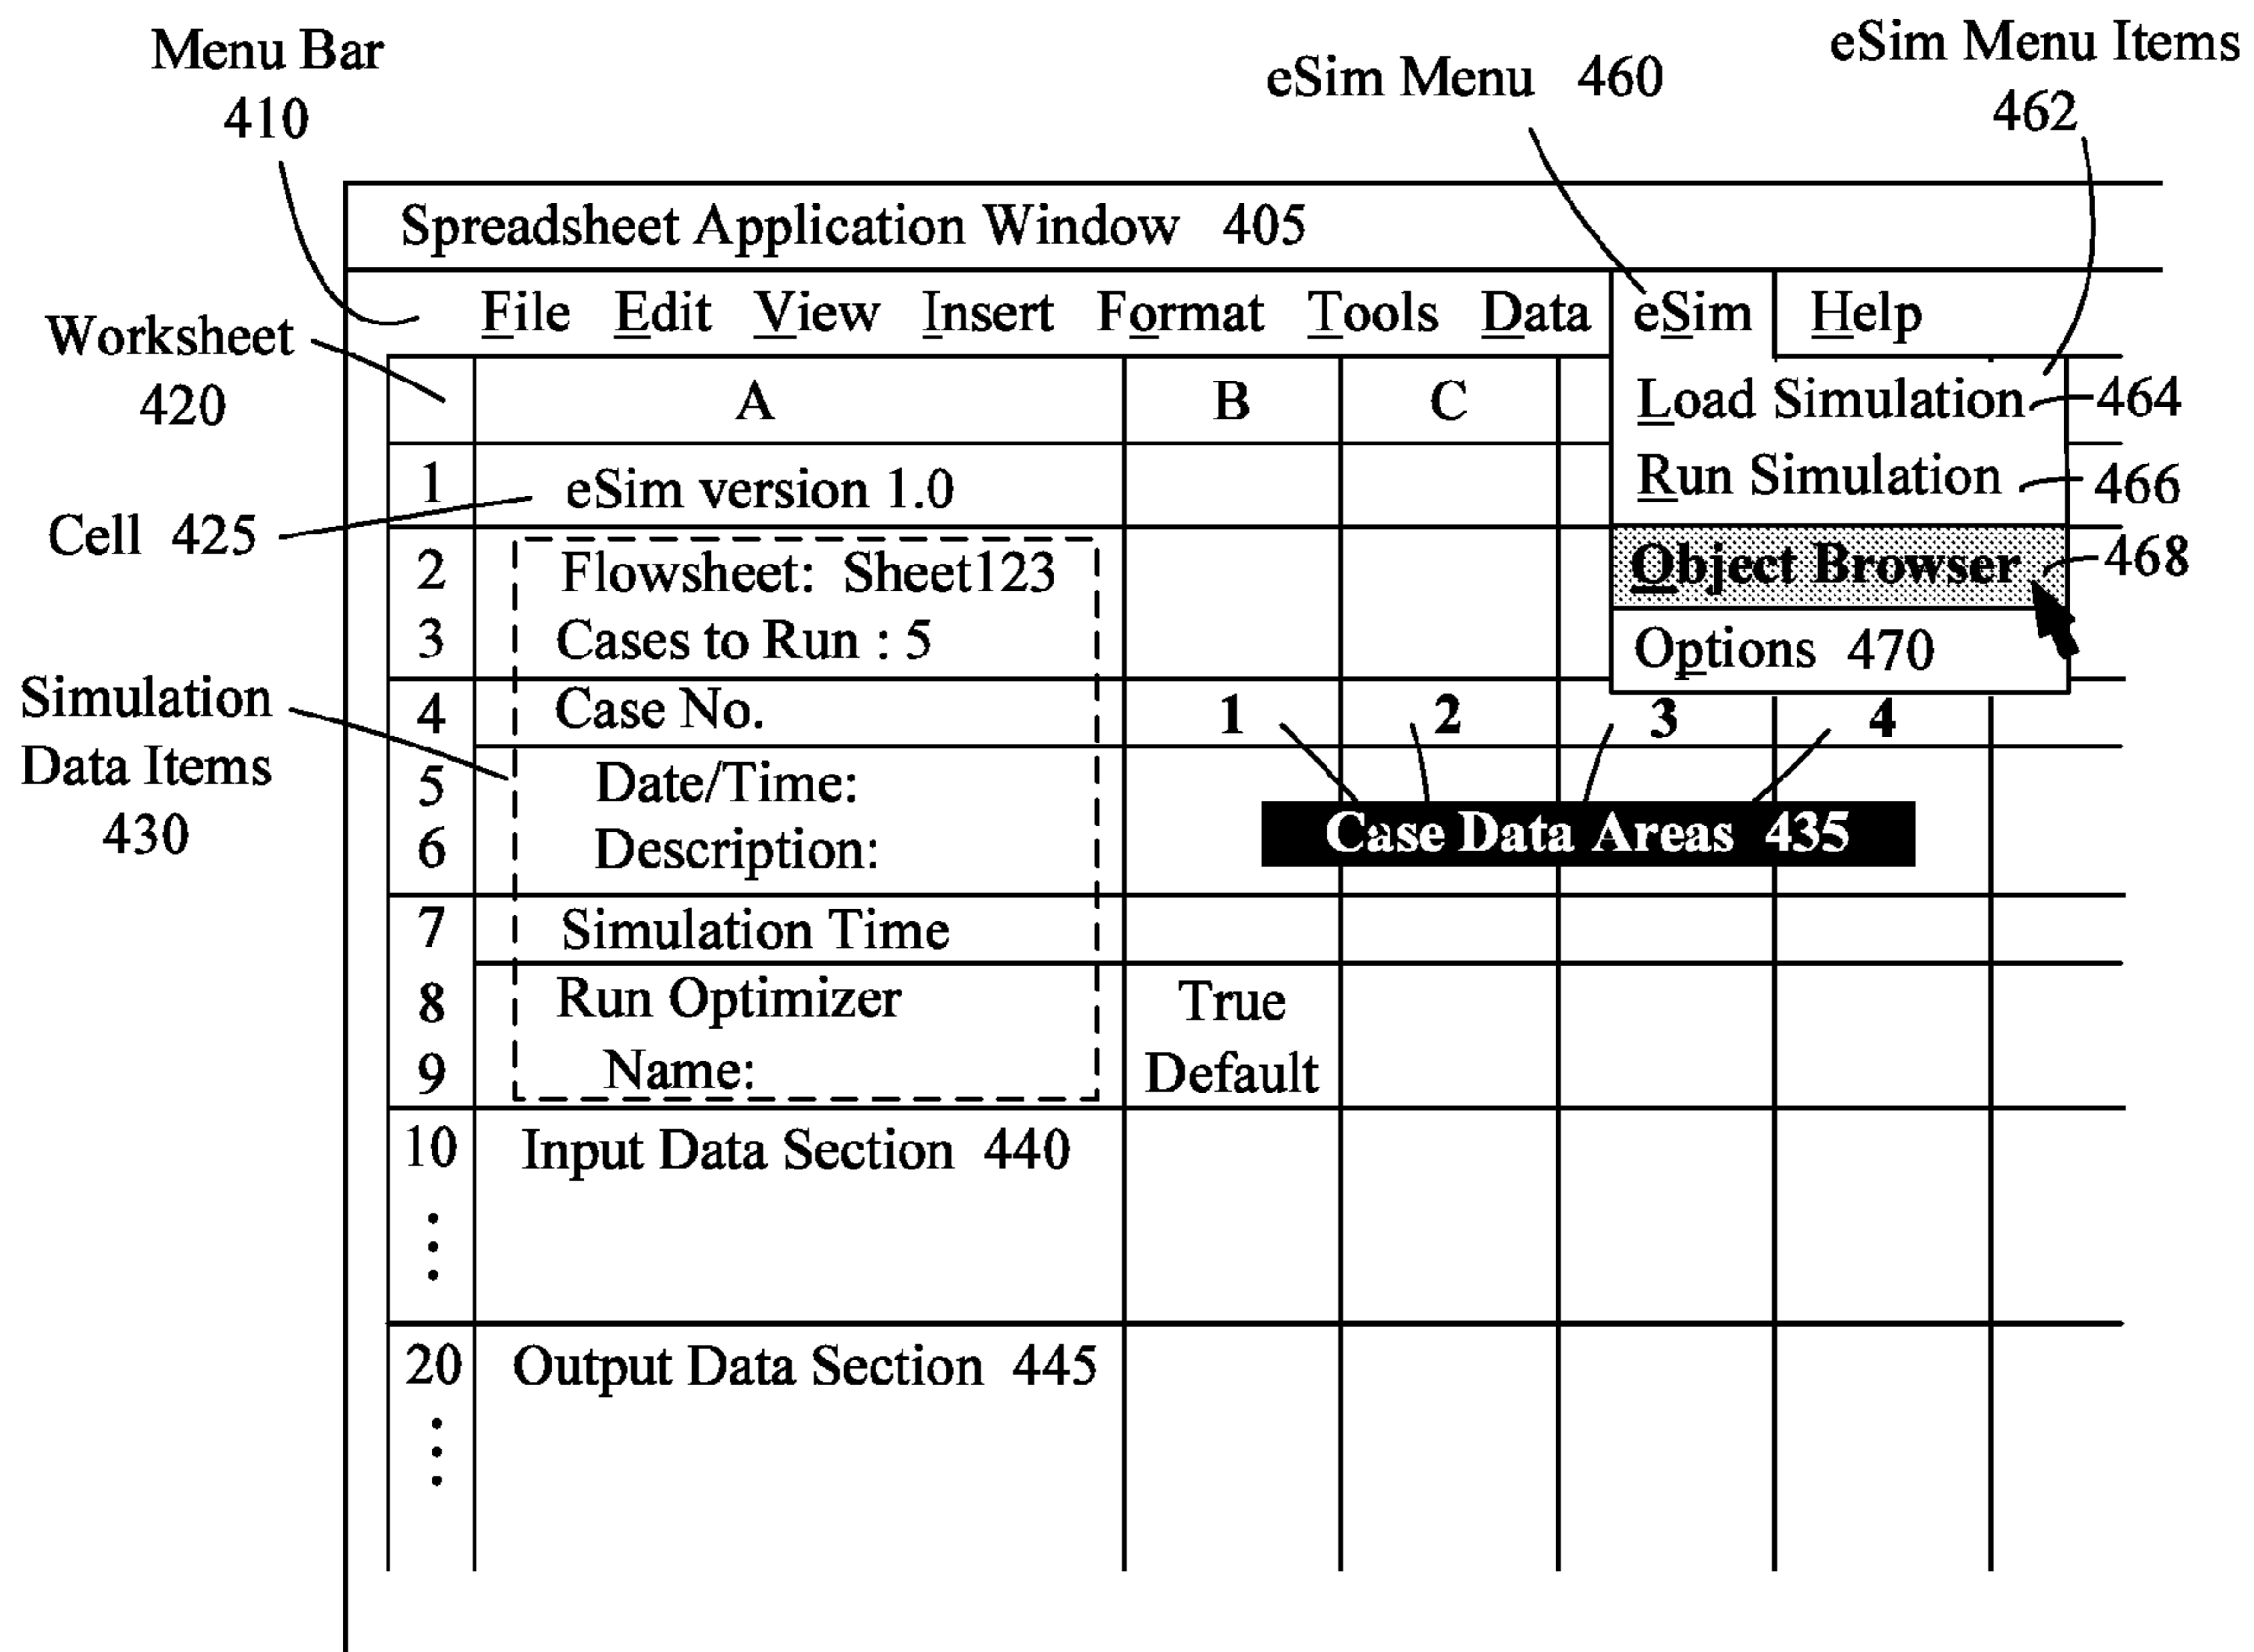 Menu Bar
410
eSim Menu 460
eSim Menu Items
462
Spreadsheet Application Window 405
File Edit View Insert Format Tools Data eSim Help
Worksheet
420
A B C
Load Simulation 464
1 eSim version 1.0
Run Simulation 466
Cell 425
2 Flowsheet: Sheet123
Object Browser 468
3 Cases to Run : 5
Options 470
Simulation
Data Items
430
4 Case No. 1 2 3 4
5 Date/Time:
6 Description:
Case Data Areas 435
7 Simulation Time
8 Run Optimizer True
9 Name: Default
10 Input Data Section 440
20 Output Data Section 445